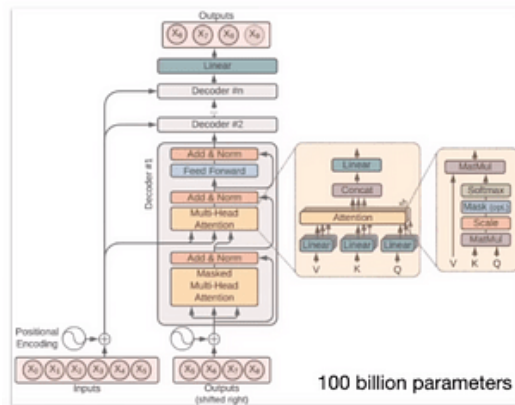 Outputs
X₆ X₇ X₈ X₉
Linear
Decoder #n
Decoder #2
Decoder #1
Add & Norm
Feed Forward
Add & Norm
Multi-Head
Attention
Add & Norm
Masked
Multi-Head
Attention
Linear
Concat
Attention
Linear Linear Linear
V K Q
MatMul
Softmax
Mask (opt.)
Scale
MatMul
V K Q
Positional
Encoding
X₀ X₁ X₂ X₃ X₄ X₅
Inputs
X₅ X₆ X₇ X₈
Outputs
(shifted right)
100 billion parameters